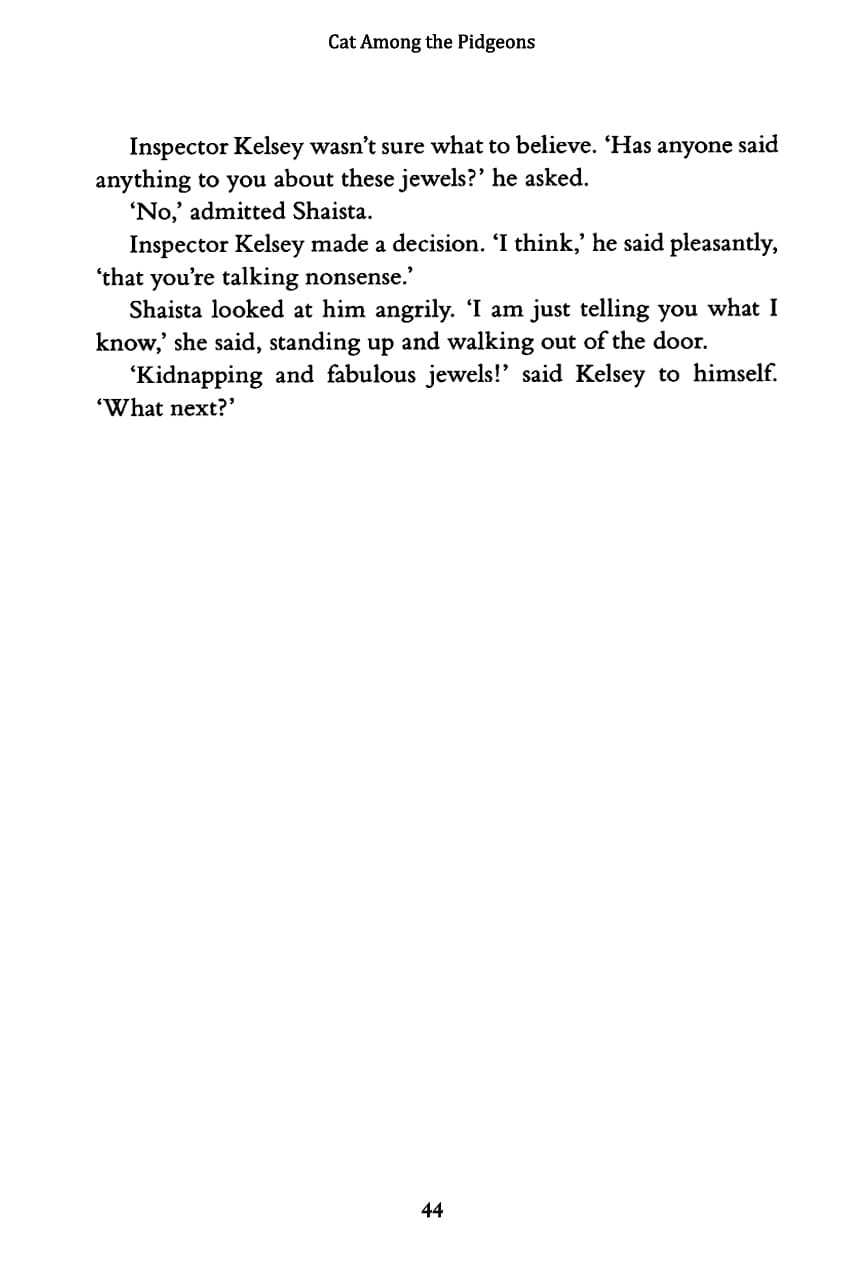 Cat Among the Pidgeons
Inspector Kelsey wasn’t sure what to believe. ‘Has anyone said
anything to you about these jewels?’ he asked.
‘No,’ admitted Shaista.
Inspector Kelsey made a decision. ‘I think,’ he said pleasantly,
‘that you’re talking nonsense.’
Shaista looked at him angrily. ‘I am just telling you what I
know,’ she said, standing up and walking out of the door.
‘Kidnapping and fabulous jewels!’ said Kelsey to himself.
‘What next?’
44